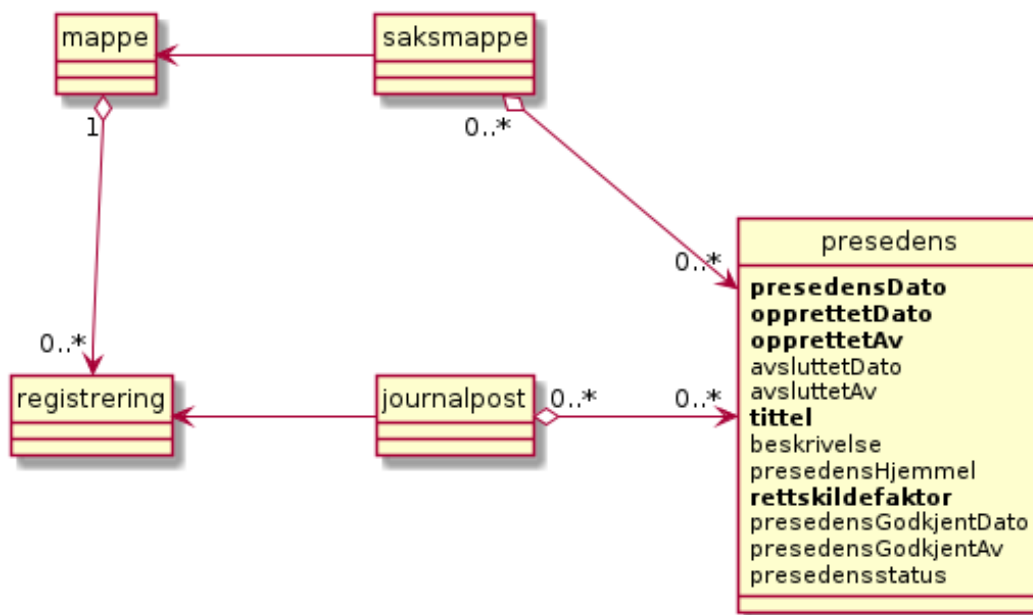 mappe
saksmappe
1
0..*
0..*
presedens
0..*
registrering
journalpost
0..*
0..*
presedensDato
opprettetDato
opprettetAv
avsluttetDato
avsluttetAv
tittel
beskrivelse
presedensHjemmel
rettskildefaktor
presedensGodkjentDato
presedensGodkjentAv
presedensstatus